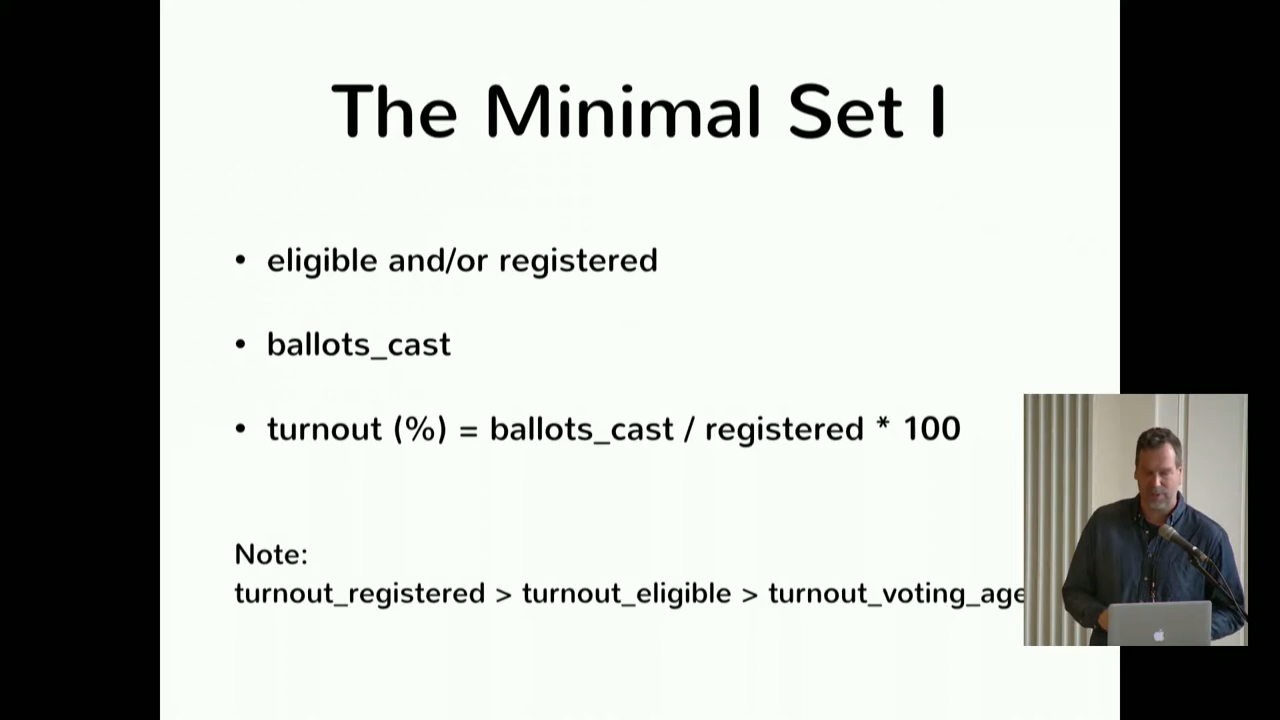 The Minimal Set I
• eligible and/or registered
• ballots_cast
• turnout (%) = ballots_cast / registered * 100
Note:
turnout_registered > turnout_eligible > turnout_voting_age